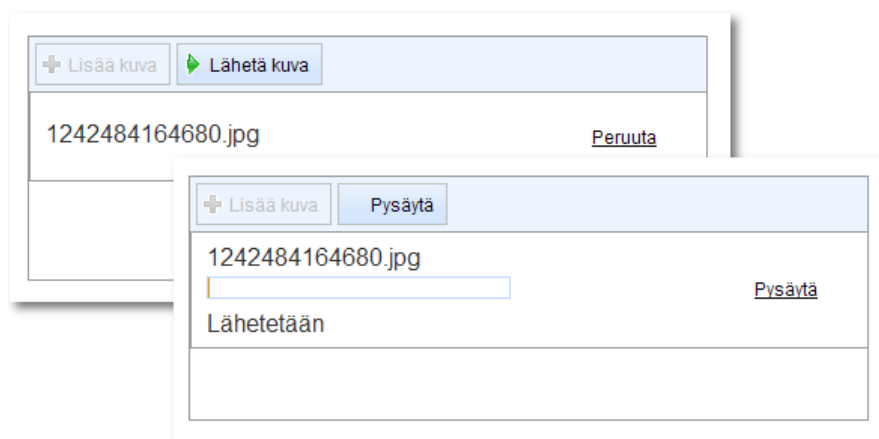 Lisää kuva Lähetä kuva
1242484164680.jpg Peruuta
Lisää kuva Pysäytä
1242484164680.jpg
Pysäytä
Lähetetään